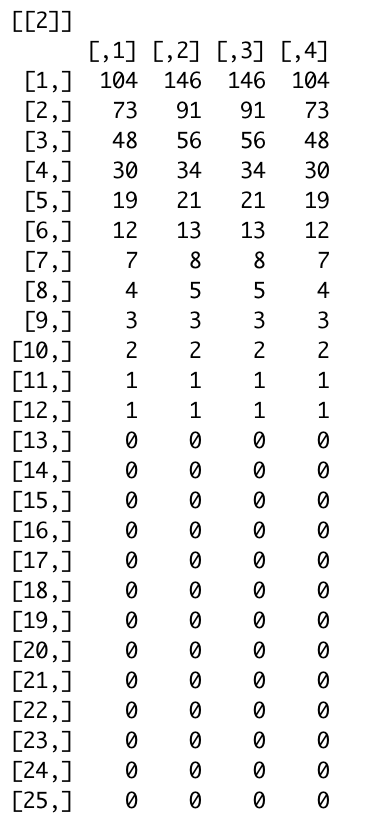 [[2]]
[,1] [,2] [,3] [,4]
[1,] 104 146 146 104
[2,] 73 91 91 73
[3,] 48 56 56 48
[4,] 30 34 34 30
[5,] 19 21 21 19
[6,] 12 13 13 12
[7,] 7 8 8 7
[8,] 4 5 5 4
[9,] 3 3 3 3
[10,] 2 2 2 2
[11,] 1 1 1 1
[12,] 1 1 1 1
[13,] 0 0 0 0
[14,] 0 0 0 0
[15,] 0 0 0 0
[16,] 0 0 0 0
[17,] 0 0 0 0
[18,] 0 0 0 0
[19,] 0 0 0 0
[20,] 0 0 0 0
[21,] 0 0 0 0
[22,] 0 0 0 0
[23,] 0 0 0 0
[24,] 0 0 0 0
[25,] 0 0 0 0